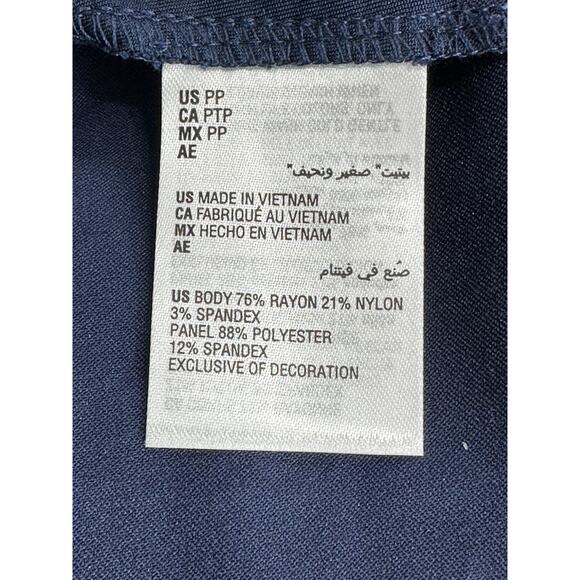 US PP
CA PTP
MX PP
AE
بيتيت" صغير ونحيف"
US MADE IN VIETNAM
CA FABRIQUÉ AU VIETNAM
MX HECHO EN VIETNAM
AE
صُنع في فيتنام
US BODY 76% RAYON 21% NYLON
3% SPANDEX
PANEL 88% POLYESTER
12% SPANDEX
EXCLUSIVE OF DECORATION